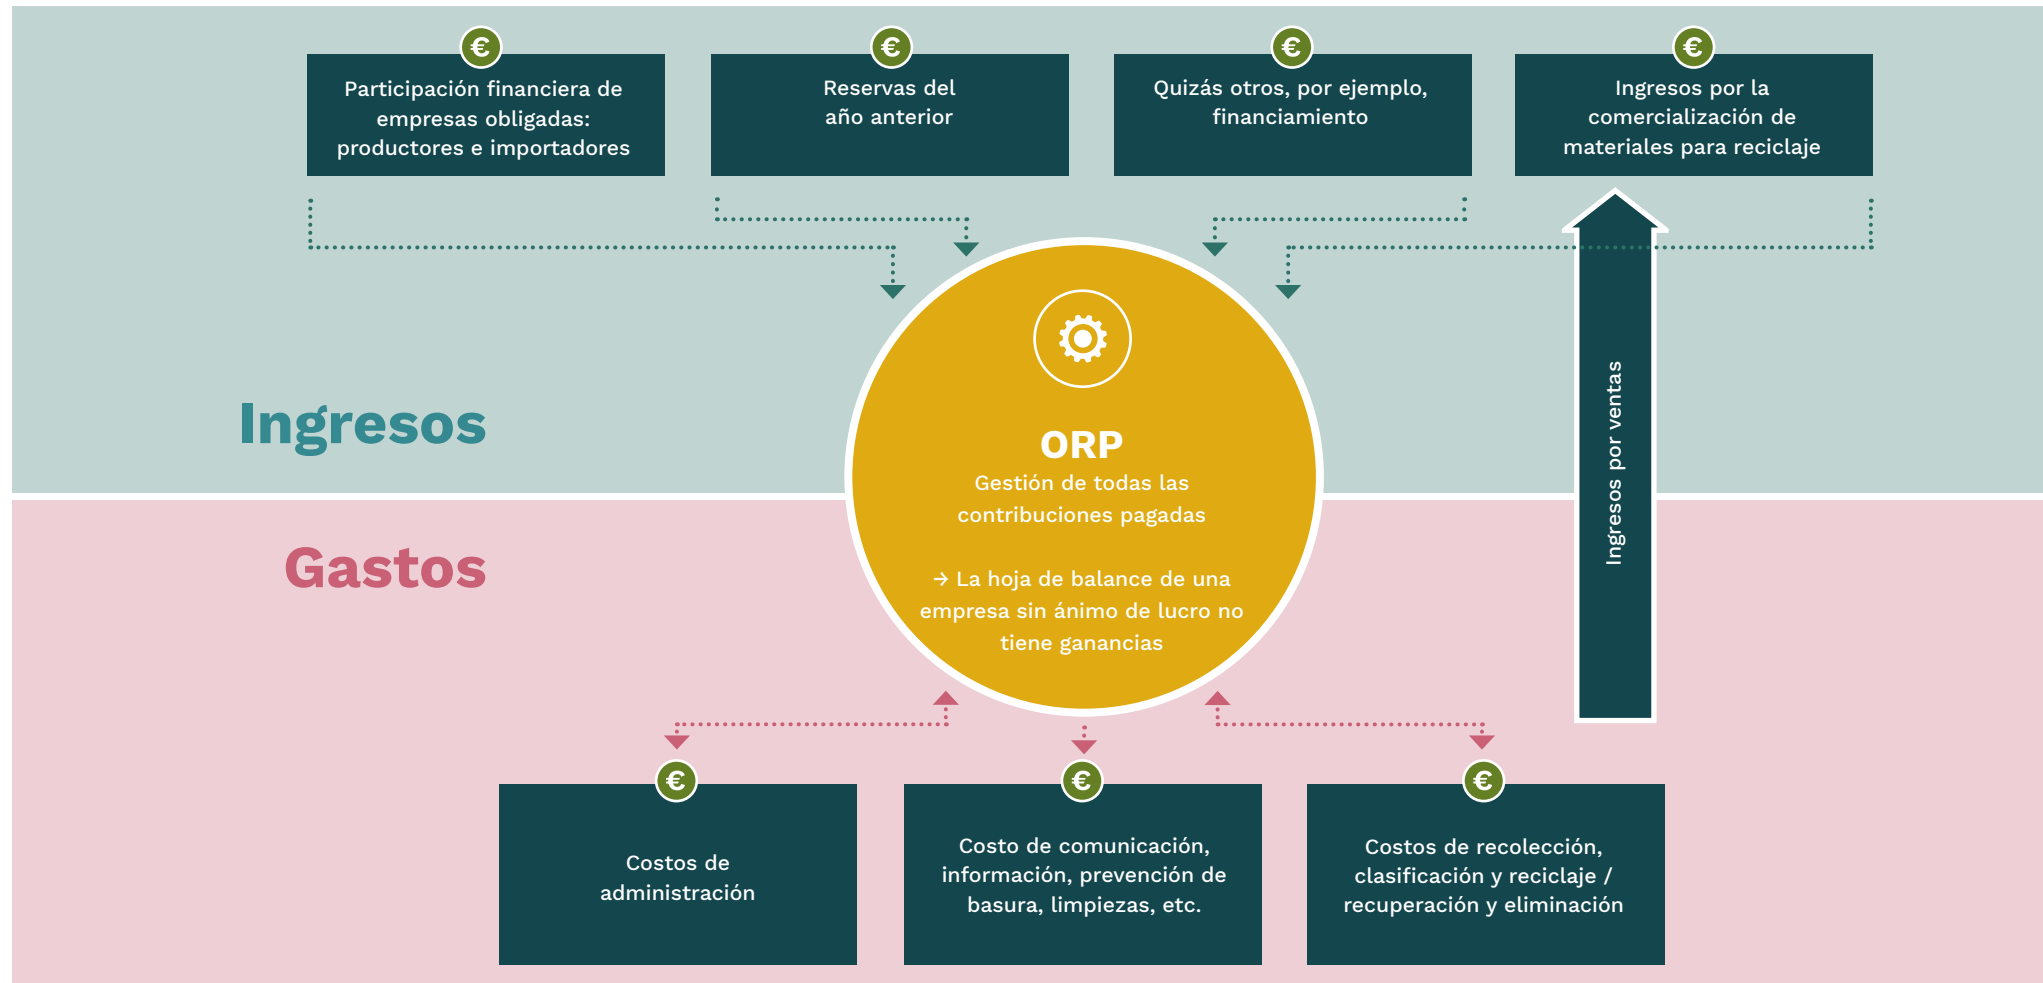 €
Participación financiera de
empresas obligadas:
productores e importadores
€
Reservas del
año anterior
€
Quizás otros, por ejemplo,
financiamiento
€
Ingresos por la
comercialización de
materiales para reciclaje
Ingresos
Gastos
ORP
Gestión de todas las
contribuciones pagadas
→ La hoja de balance de una
empresa sin ánimo de lucro no
tiene ganancias
Ingresos por ventas
€
Costos de
administración
€
Costo de comunicación,
información, prevención de
basura, limpiezas, etc.
€
Costos de recolección,
clasificación y reciclaje /
recuperación y eliminación